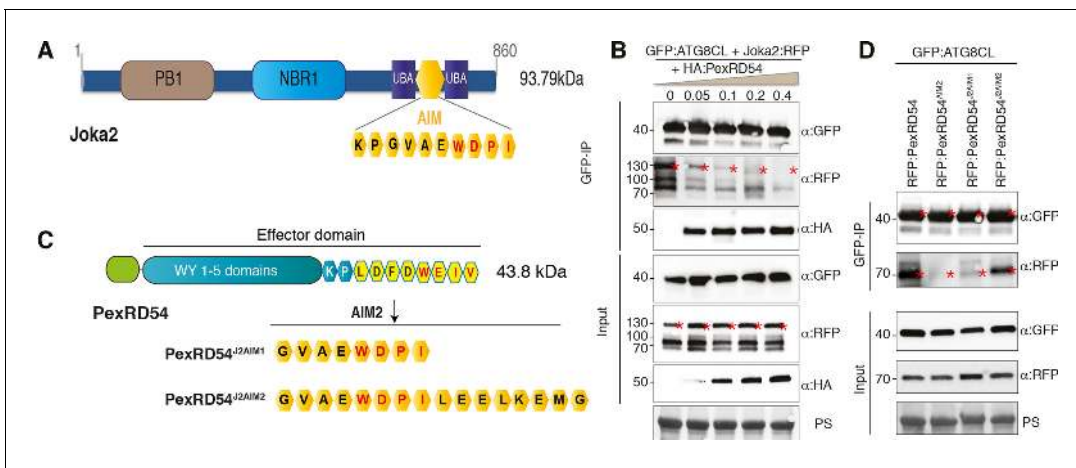 A
1
860
PB1
NBR1
UBA
UBA
93.79kDa
AIM
Joka2
K P G V A E W D P I
C
Effector domain
WY 1-5 domains
K P L D F D W E I V
43.8 kDa
PexRD54
AIM2
PexRD54J2AIM1
G V A E W D P I
PexRD54J2AIM2
G V A E W D P I L E E L K E M G
B
GFP:ATG8CL + Joka2:RFP
+ HA:PexRD54
0 0.05 0.1 0.2 0.4
GFP-IP
40
α:GFP
130
100
70
α:RFP
50
α:HA
Input
40
α:GFP
130
100
70
α:RFP
50
α:HA
PS
D
GFP:ATG8CL
RFP:PexRD54
RFP:PexRD54AIM2
RFP:PexRD54J2AIM1
RFP:PexRD54J2AIM2
GFP-IP
40
α:GFP
70
α:RFP
Input
40
α:GFP
70
α:RFP
PS